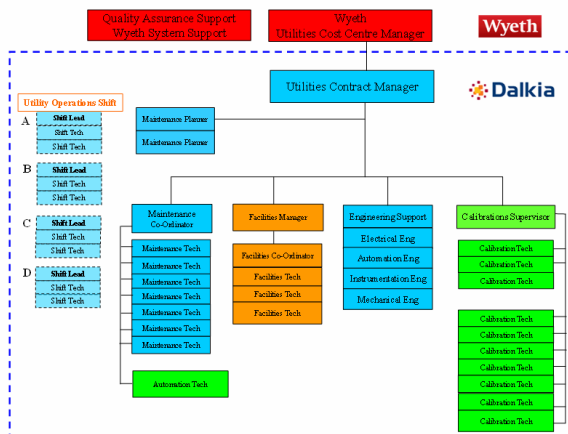 Quality Assurance Support
Wyeth System Support
Wyeth
Utilities Cost Centre Manager
Wyeth
Utilities Contract Manager
Dalkia
Utility Operations Shift
A
Shift Lead
Shift Tech
Shift Tech
B
Shift Lead
Shift Tech
Shift Tech
C
Shift Lead
Shift Tech
Shift Tech
D
Shift Lead
Shift Tech
Shift Tech
Maintenance Planner
Maintenance Planner
Maintenance
Co-Ordinator
Maintenance Tech
Maintenance Tech
Maintenance Tech
Maintenance Tech
Maintenance Tech
Maintenance Tech
Maintenance Tech
Automation Tech
Facilities Manager
Facilities Co-Ordinator
Facilities Tech
Facilities Tech
Facilities Tech
Engineering Support
Electrical Eng
Automation Eng
Instrumentation Eng
Mechanical Eng
Calibrations Supervisor
Calibration Tech
Calibration Tech
Calibration Tech
Calibration Tech
Calibration Tech
Calibration Tech
Calibration Tech
Calibration Tech
Calibration Tech
Calibration Tech